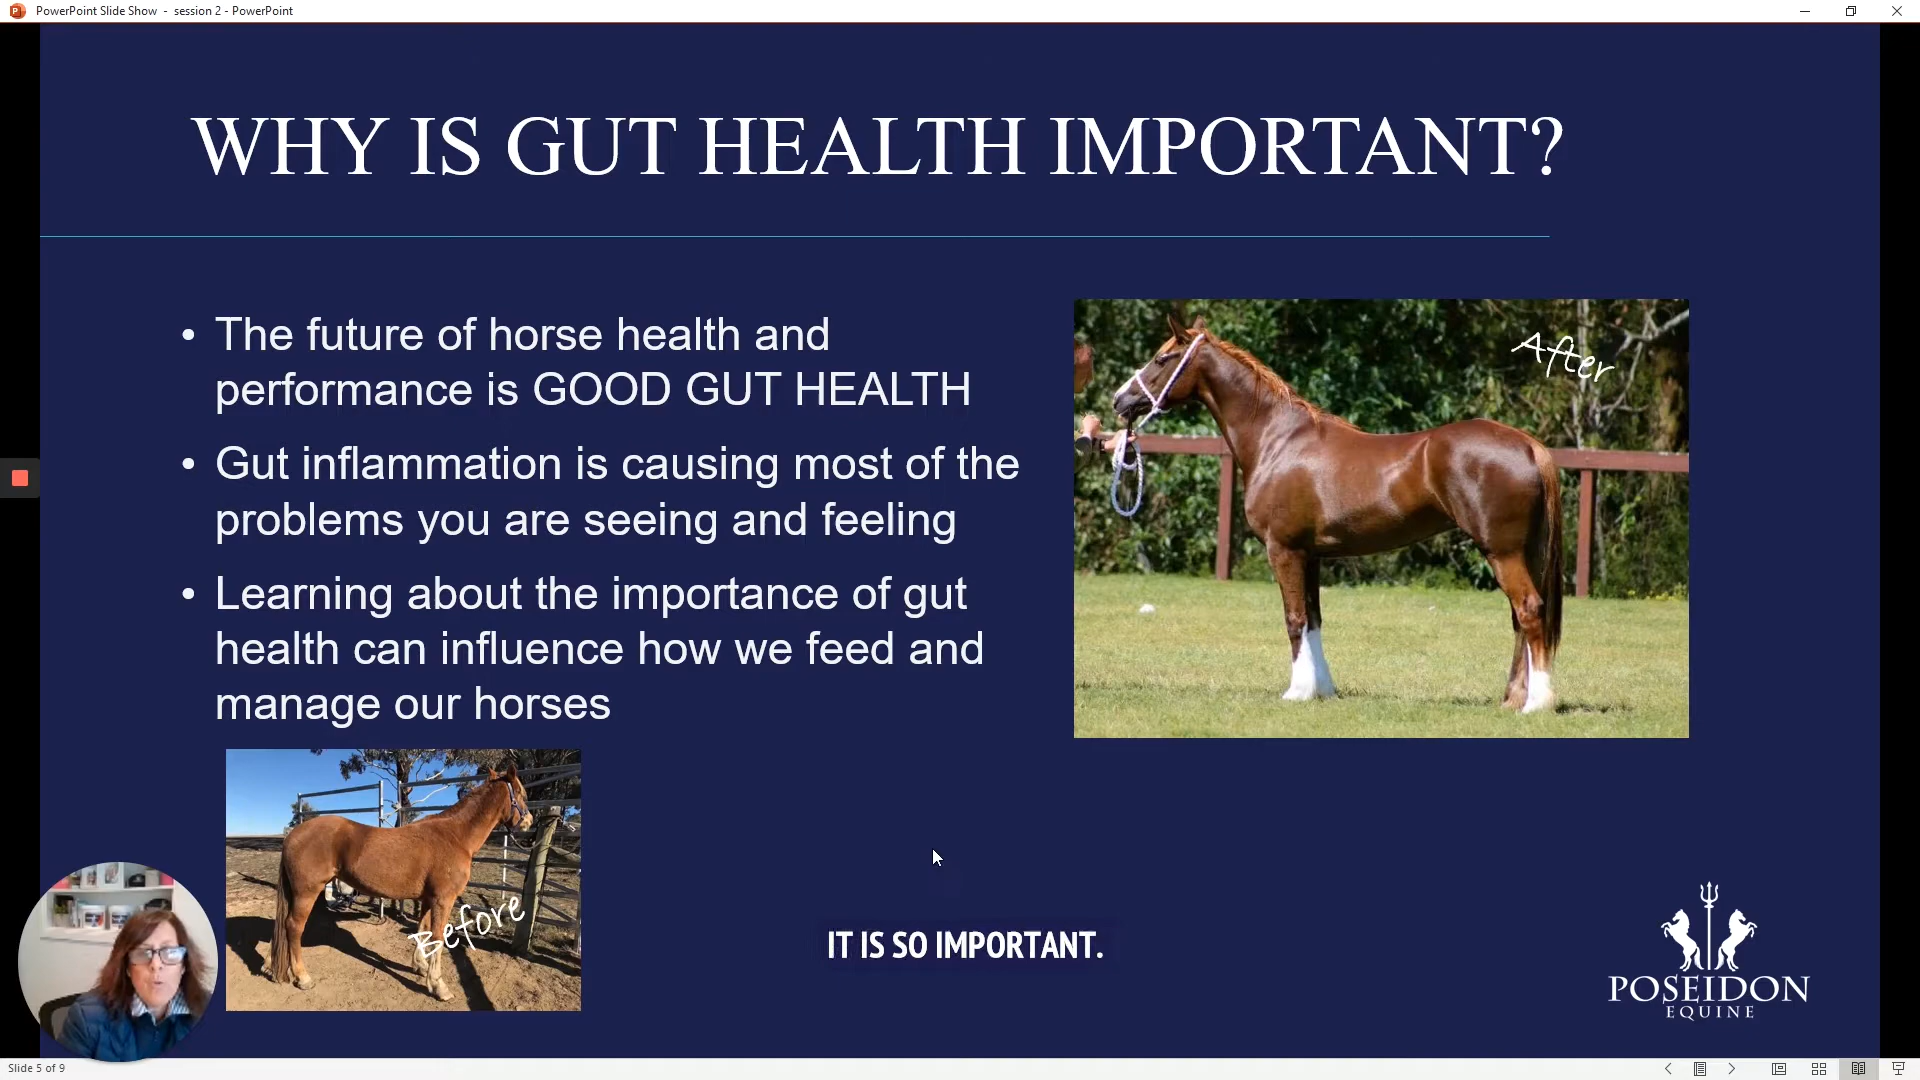 PowerPoint Slide Show - session 2 - PowerPoint
WHY IS GUT HEALTH IMPORTANT?
• The future of horse health and
performance is GOOD GUT HEALTH
• Gut inflammation is causing most of the
problems you are seeing and feeling
• Learning about the importance of gut
health can influence how we feed and
manage our horses
After
Before
IT IS SO IMPORTANT.
POSEIDON
EQUINE
Slide 5 of 9